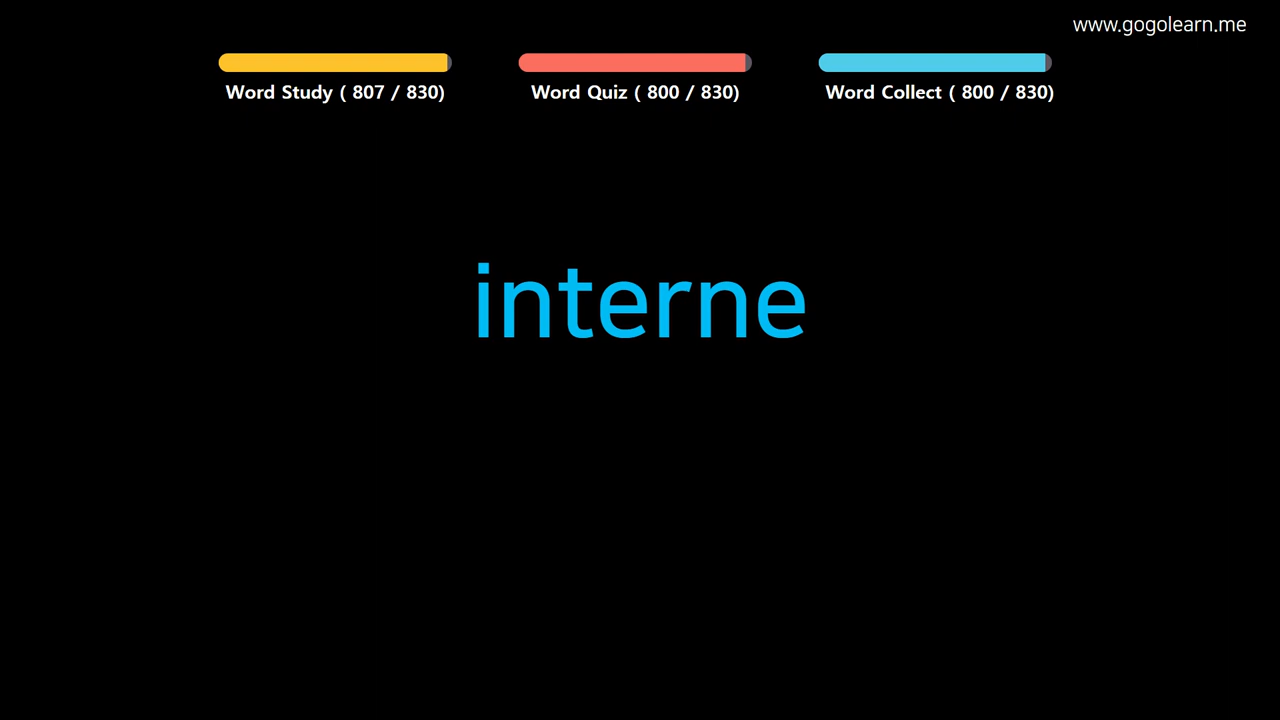 www.gogolearn.me
Word Study ( 807 / 830)
Word Quiz ( 800 / 830)
Word Collect ( 800 / 830)
interne